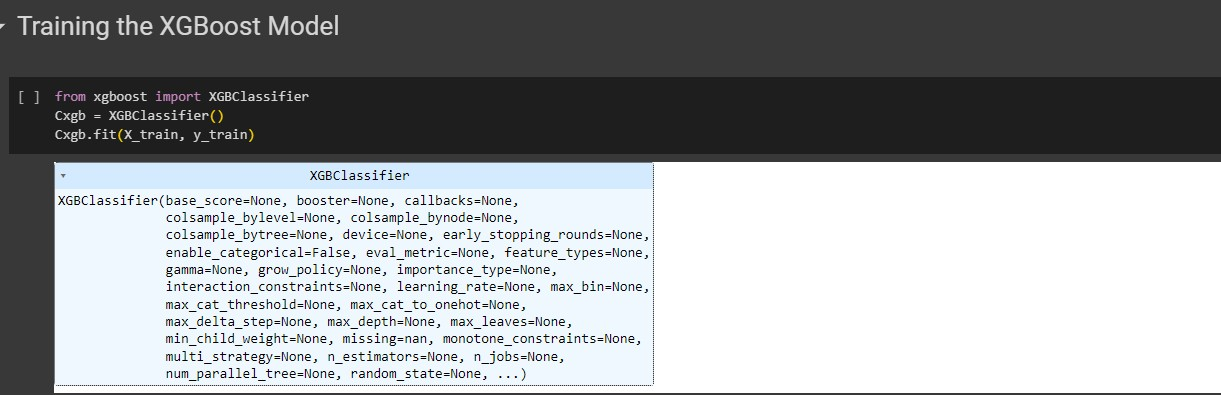 Training the XGBoost Model
[ ] from xgboost import XGBClassifier
Cxgb = XGBClassifier()
Cxgb.fit(X_train, y_train)
XGBClassifier
XGBClassifier(base_score=None, booster=None, callbacks=None,
colsample_bylevel=None, colsample_bynode=None,
colsample_bytree=None, device=None, early_stopping_rounds=None,
enable_categorical=False, eval_metric=None, feature_types=None,
gamma=None, grow_policy=None, importance_type=None,
interaction_constraints=None, learning_rate=None, max_bin=None,
max_cat_threshold=None, max_cat_to_onehot=None,
max_delta_step=None, max_depth=None, max_leaves=None,
min_child_weight=None, missing=nan, monotone_constraints=None,
multi_strategy=None, n_estimators=None, n_jobs=None,
num_parallel_tree=None, random_state=None, ...)